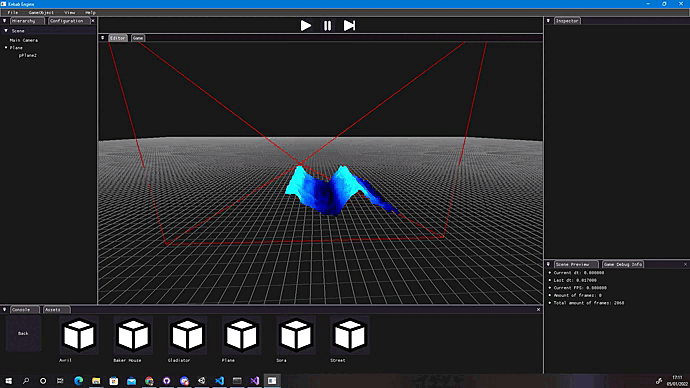 Enbab Engine
File GameObject View Help
Hierarchy Configuration
Scene
Main Camera
Plane
pPlane2
Editor Game
Inspector
Scene Preview Game Debug Info
Current dt: 0.000000
Last dt: 0.017000
Current FPS: 0.000000
Amount of frames: 0
Total amount of frames: 2068
Console Assets
Back
Avril Baker House Gladiator Plane Sora Street
17:11
05/01/2022